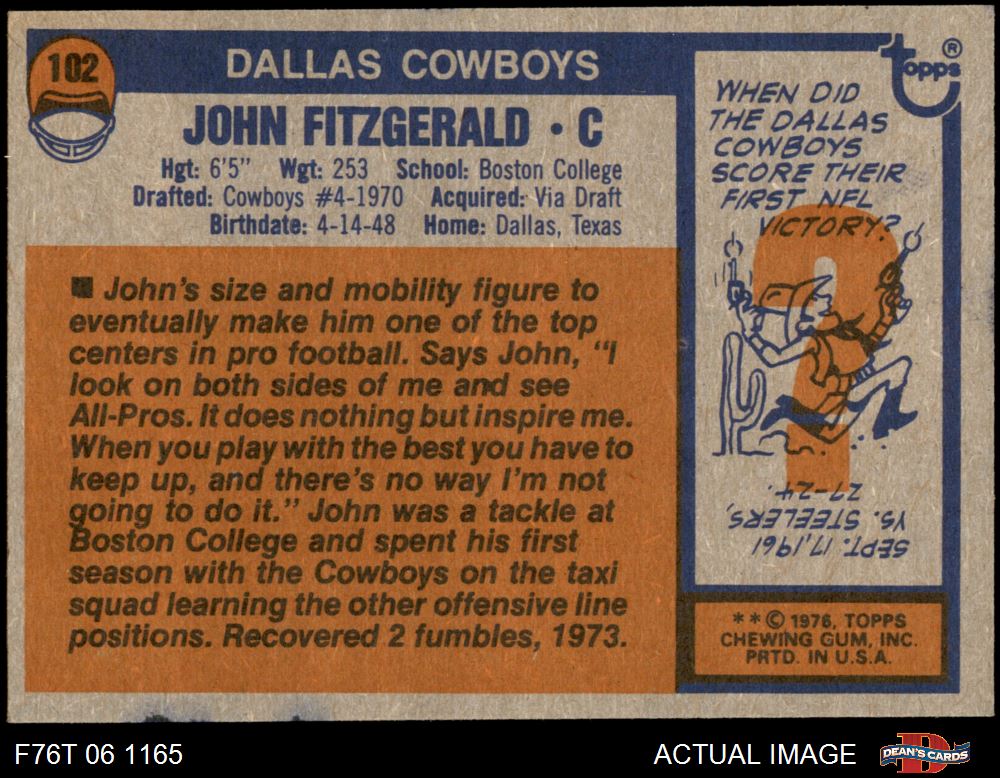 102
DALLAS COWBOYS
JOHN FITZGERALD • C
Hgt: 6'5" Wgt: 253 School: Boston College
Drafted: Cowboys #4-1970 Acquired: Via Draft
Birthdate: 4-14-48 Home: Dallas, Texas
■ John's size and mobility figure to
eventually make him one of the top
centers in pro football. Says John, "I
look on both sides of me and see
All-Pros. It does nothing but inspire me.
When you play with the best you have to
keep up, and there's no way I'm not
going to do it." John was a tackle at
Boston College and spent his first
season with the Cowboys on the taxi
squad learning the other offensive line
positions. Recovered 2 fumbles, 1973.
topps®
WHEN DID
THE DALLAS
COWBOYS
SCORE THEIR
FIRST NFL
VICTORY?
?
SEPT. 17, 1961
VS. STEELERS,
27-24.
**© 1976, TOPPS
CHEWING GUM, INC.
PRTD. IN U.S.A.
F76T 06 1165
ACTUAL IMAGE
D
DEAN'S CARDS